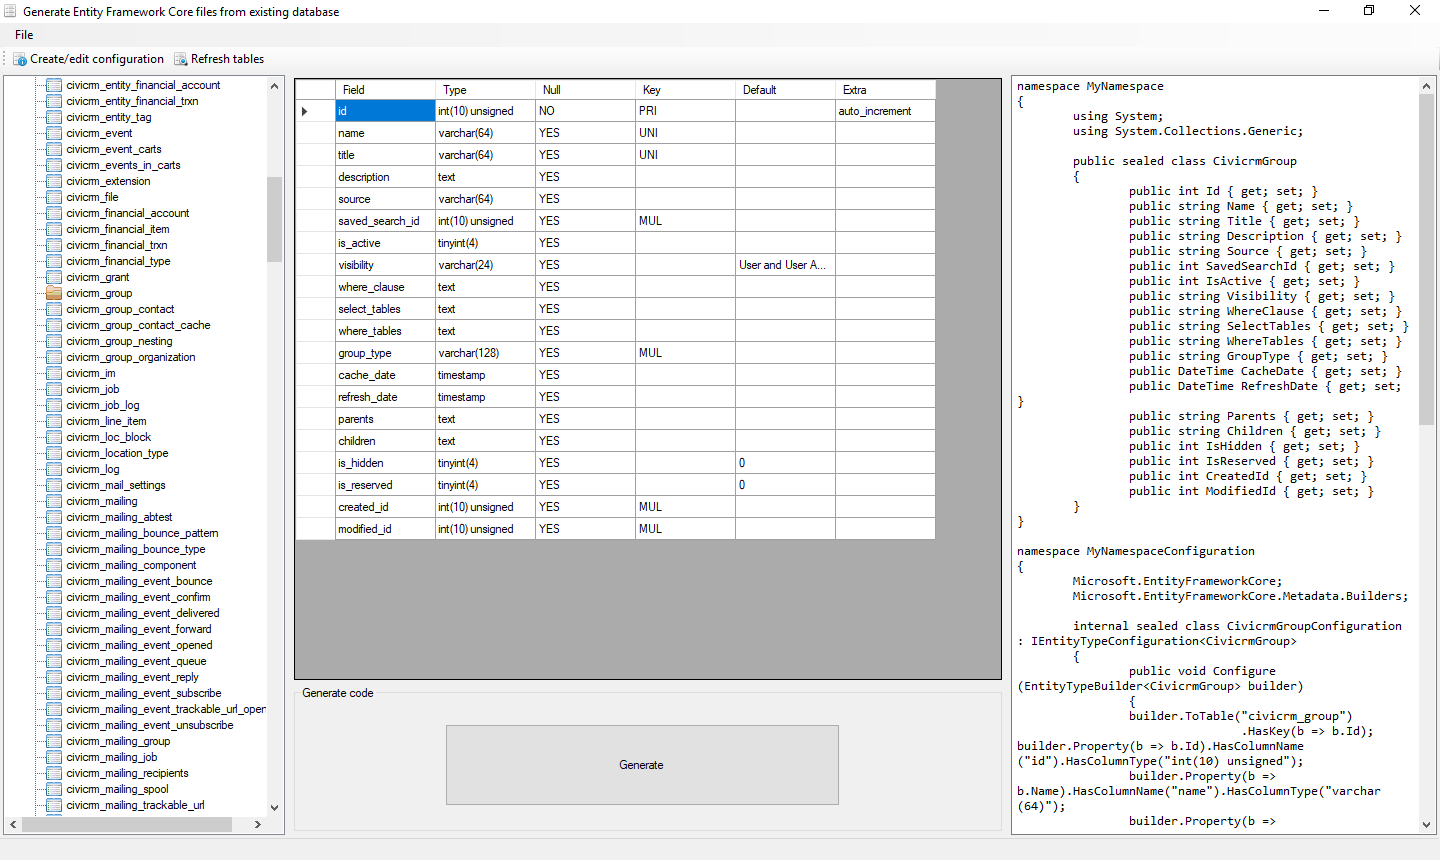 Generate Entity Framework Core files from existing database
File
Create/edit configuration Refresh tables
civicrm_entity_financial_account
civicrm_entity_financial_trxn
civicrm_entity_tag
civicrm_event
civicrm_event_carts
civicrm_events_in_carts
civicrm_extension
civicrm_file
civicrm_financial_account
civicrm_financial_item
civicrm_financial_trxn
civicrm_financial_type
civicrm_grant
civicrm_group
civicrm_group_contact
civicrm_group_contact_cache
civicrm_group_nesting
civicrm_group_organization
civicrm_im
civicrm_job
civicrm_job_log
civicrm_line_item
civicrm_loc_block
civicrm_location_type
civicrm_log
civicrm_mail_settings
civicrm_mailing
civicrm_mailing_abtest
civicrm_mailing_bounce_pattern
civicrm_mailing_bounce_type
civicrm_mailing_component
civicrm_mailing_event_bounce
civicrm_mailing_event_confirm
civicrm_mailing_event_delivered
civicrm_mailing_event_forward
civicrm_mailing_event_opened
civicrm_mailing_event_queue
civicrm_mailing_event_reply
civicrm_mailing_event_subscribe
civicrm_mailing_event_trackable_url_open
civicrm_mailing_event_unsubscribe
civicrm_mailing_group
civicrm_mailing_job
civicrm_mailing_recipients
civicrm_mailing_spool
civicrm_mailing_trackable_url
Field Type Null Key Default Extra
id int(10) unsigned NO PRI auto_increment
name varchar(64) YES UNI
title varchar(64) YES UNI
description text YES
source varchar(64) YES
saved_search_id int(10) unsigned YES MUL
is_active tinyint(4) YES
visibility varchar(24) YES User and User A...
where_clause text YES
select_tables text YES
where_tables text YES
group_type varchar(128) YES MUL
cache_date timestamp YES
refresh_date timestamp YES
parents text YES
children text YES
is_hidden tinyint(4) YES 0
is_reserved tinyint(4) YES 0
created_id int(10) unsigned YES MUL
modified_id int(10) unsigned YES MUL
Generate code
Generate
namespace MyNamespace
{
using System;
using System.Collections.Generic;
public sealed class CivicrmGroup
{
public int Id { get; set; }
public string Name { get; set; }
public string Title { get; set; }
public string Description { get; set; }
public string Source { get; set; }
public int SavedSearchId { get; set; }
public int IsActive { get; set; }
public string Visibility { get; set; }
public string WhereClause { get; set; }
public string SelectTables { get; set; }
public string WhereTables { get; set; }
public string GroupType { get; set; }
public DateTime CacheDate { get; set; }
public DateTime RefreshDate { get; set;
}
public string Parents { get; set; }
public string Children { get; set; }
public int IsHidden { get; set; }
public int IsReserved { get; set; }
public int CreatedId { get; set; }
public int ModifiedId { get; set; }
}
}
namespace MyNamespaceConfiguration
{
Microsoft.EntityFrameworkCore;
Microsoft.EntityFrameworkCore.Metadata.Builders;
internal sealed class CivicrmGroupConfiguration
: IEntityTypeConfiguration<CivicrmGroup>
{
public void Configure
(EntityTypeBuilder<CivicrmGroup> builder)
{
builder.ToTable("civicrm_group")
.HasKey(b => b.Id);
builder.Property(b => b.Id).HasColumnName
("id").HasColumnType("int(10) unsigned");
builder.Property(b =>
b.Name).HasColumnName("name").HasColumnType("varchar
(64)");
builder.Property(b =>